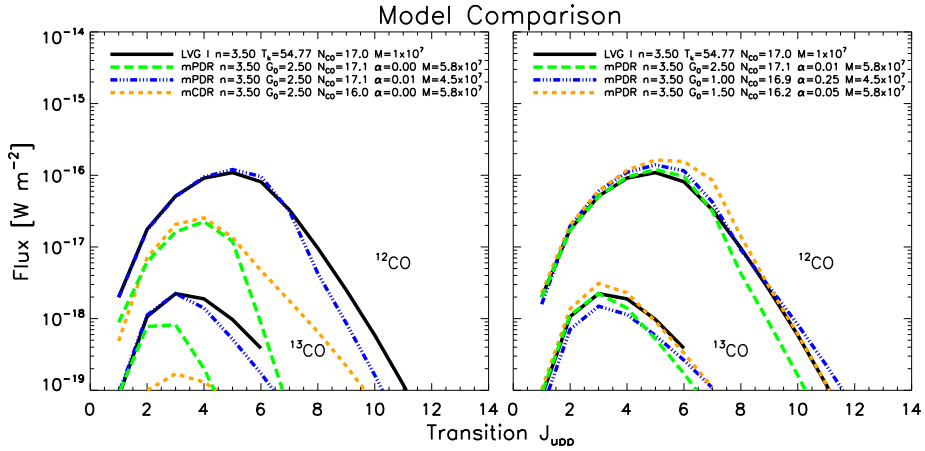 Model Comparison
Flux [W m⁻²]
10⁻¹⁴
10⁻¹⁵
10⁻¹⁶
10⁻¹⁷
10⁻¹⁸
10⁻¹⁹
LVG I n=3.50 Tₖ=54.77 N_CO=17.0 M=1x10⁷
mPDR n=3.50 G₀=2.50 N_CO=17.1 α=0.00 M=5.8x10⁷
mPDR n=3.50 G₀=2.50 N_CO=17.1 α=0.01 M=4.5x10⁷
mCDR n=3.50 G₀=2.50 N_CO=16.0 α=0.00 M=5.8x10⁷
¹²CO
¹³CO
0 2 4 6 8 10 12 14
LVG I n=3.50 Tₖ=54.77 N_CO=17.0 M=1x10⁷
mPDR n=3.50 G₀=2.50 N_CO=17.1 α=0.01 M=5.8x10⁷
mPDR n=3.50 G₀=1.00 N_CO=16.9 α=0.25 M=4.5x10⁷
mPDR n=3.50 G₀=1.50 N_CO=16.2 α=0.05 M=5.8x10⁷
¹²CO
¹³CO
0 2 4 6 8 10 12 14
Transition J_upp